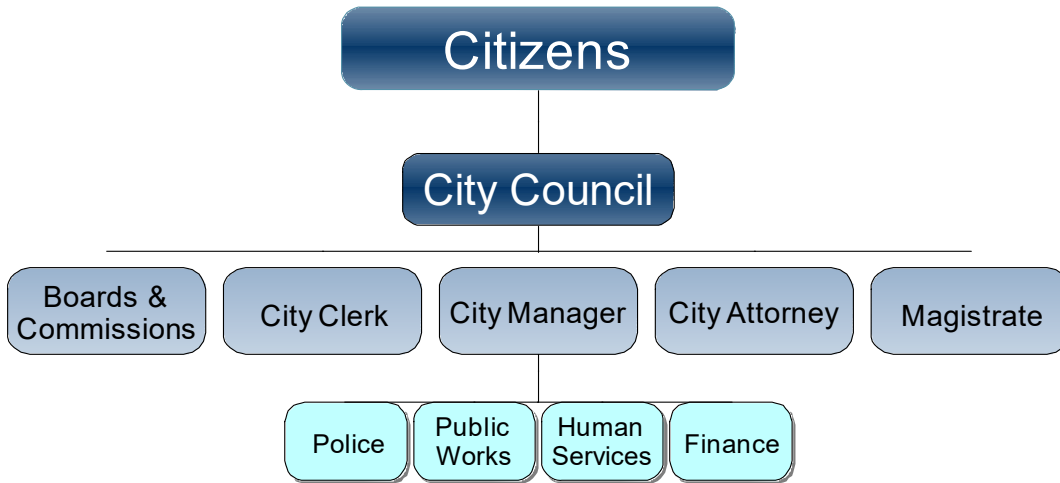 Citizens
City Council
Boards &
Commissions
City Clerk
City Manager
City Attorney
Magistrate
Police
Public
Works
Human
Services
Finance